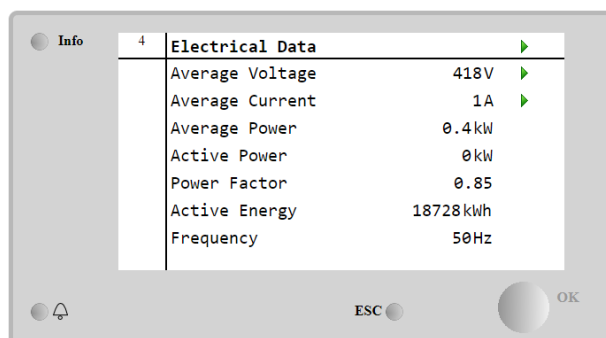 Info
4 Electrical Data
Average Voltage 418V
Average Current 1A
Average Power 0.4kW
Active Power 0kW
Power Factor 0.85
Active Energy 18728kWh
Frequency 50Hz
ESC OK